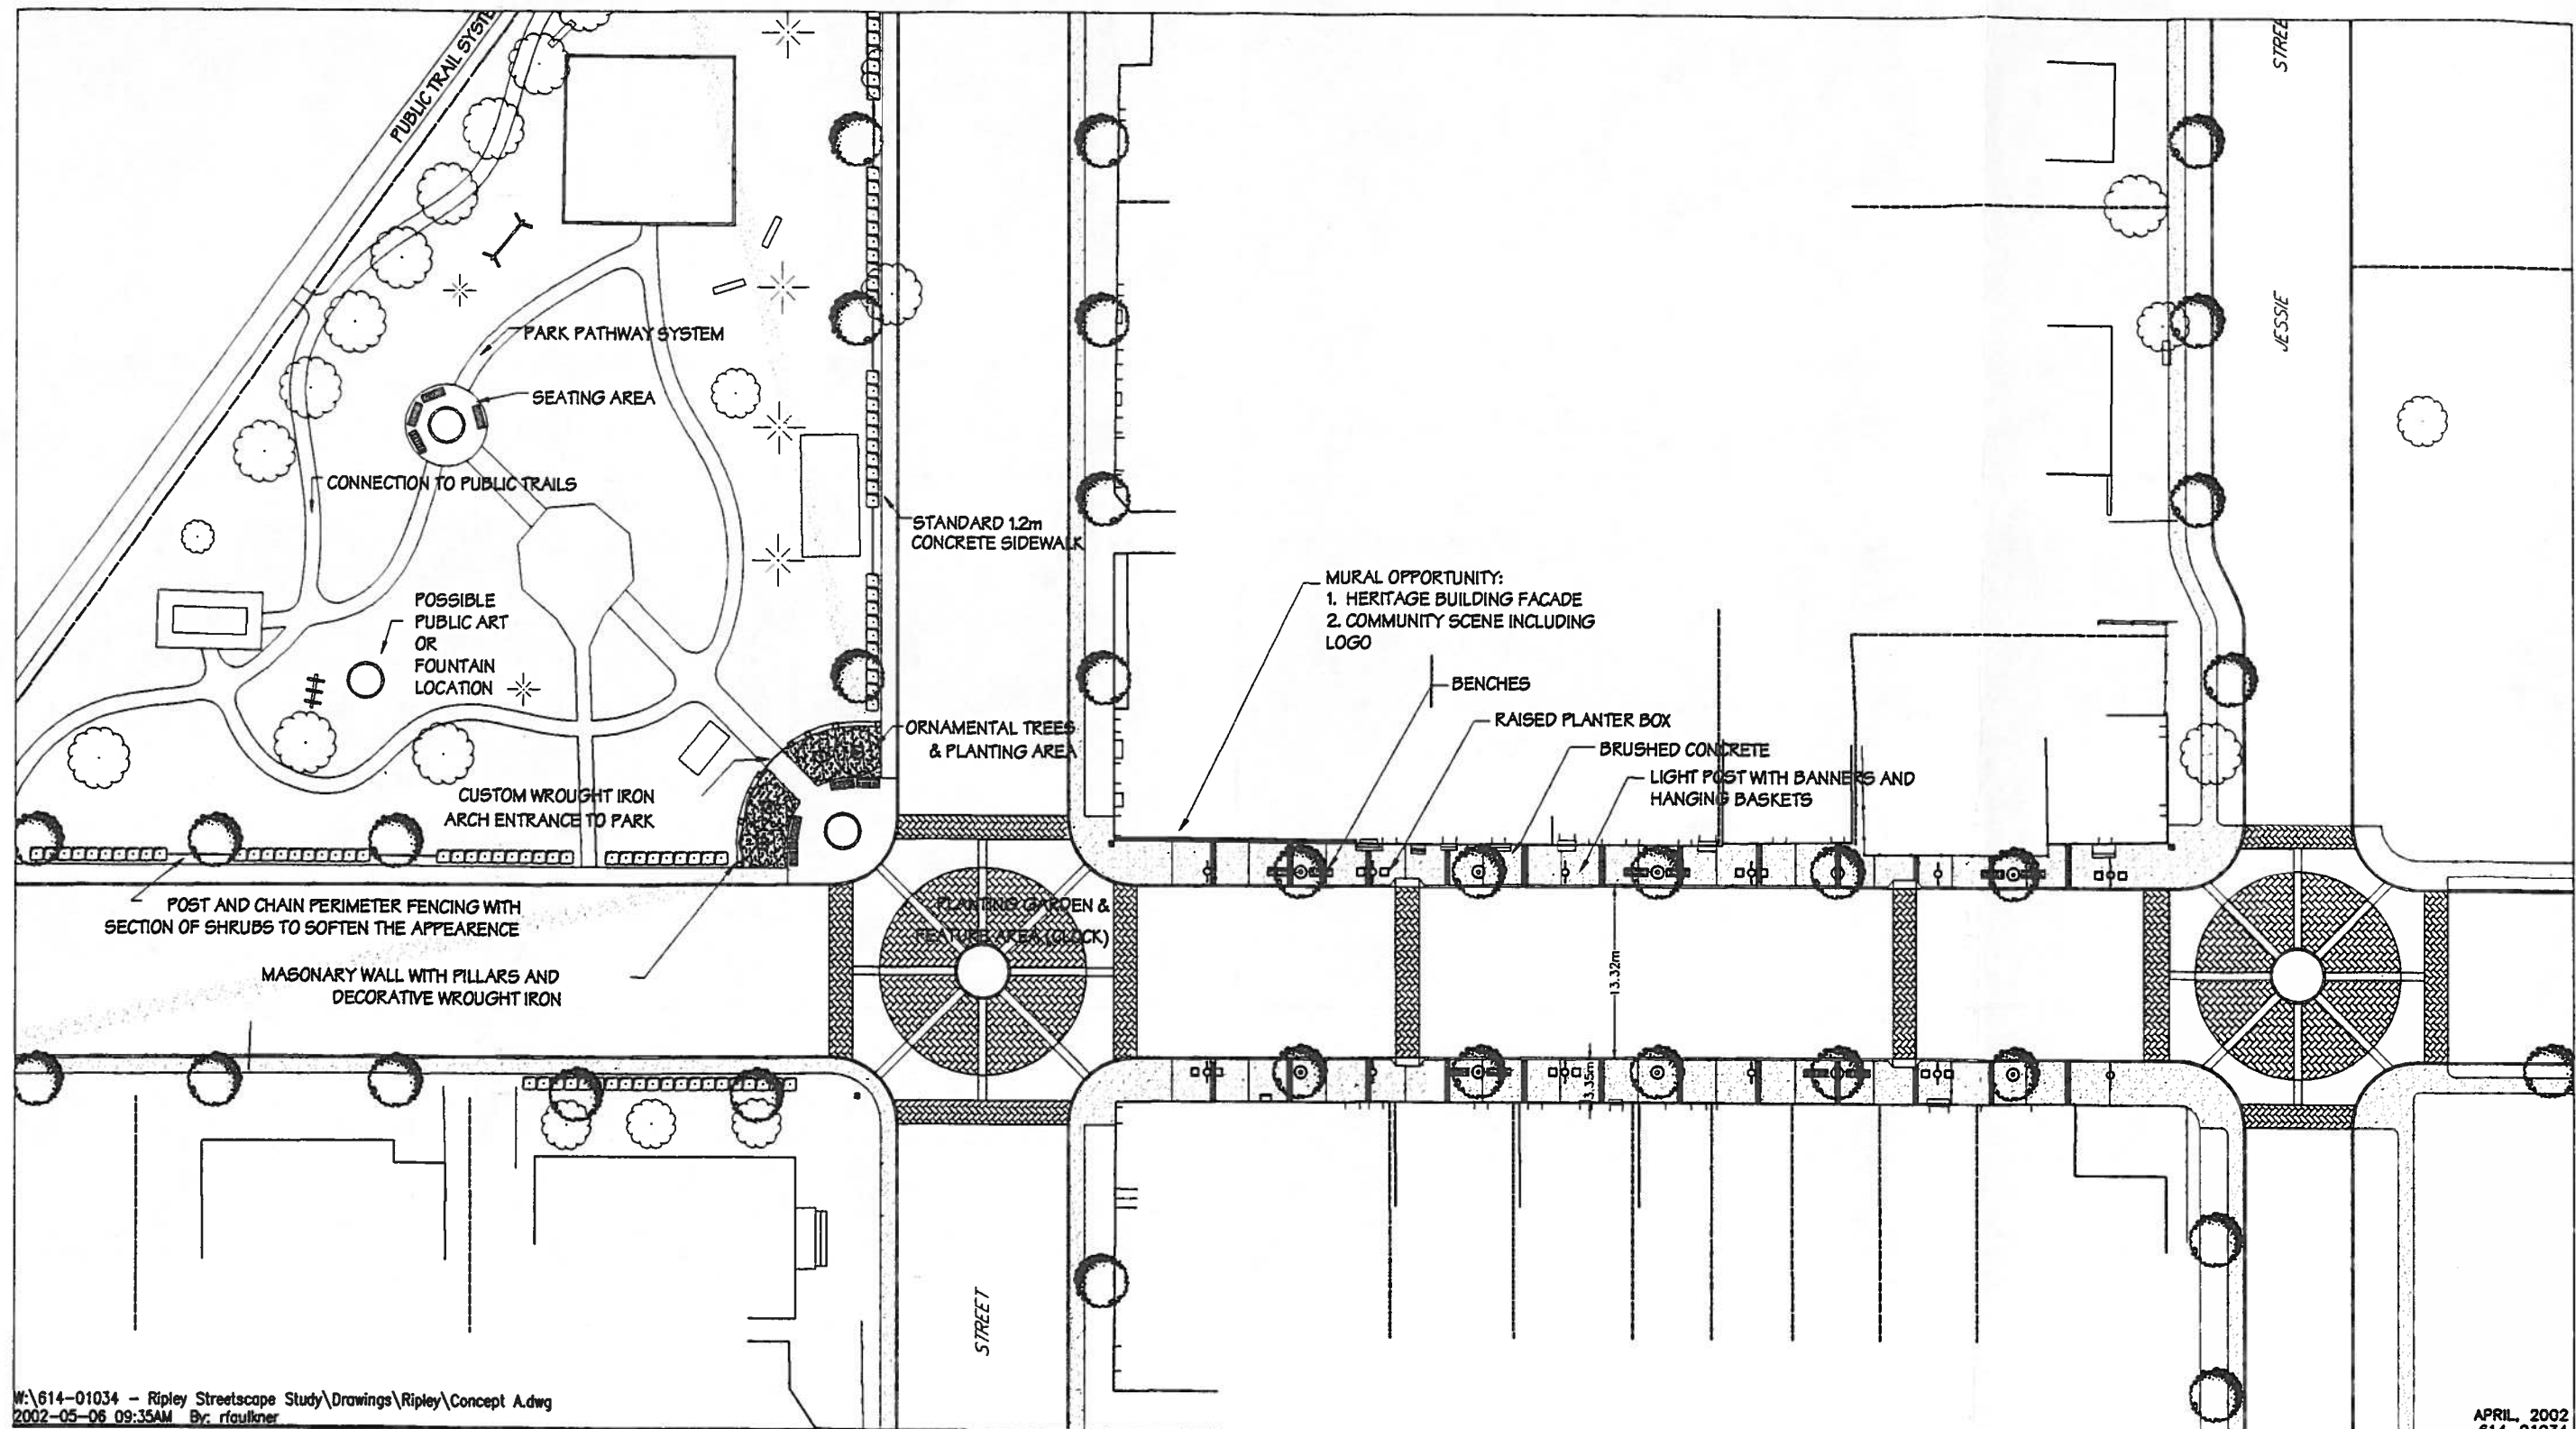 PUBLIC TRAIL SYSTE
STREE
JESSIE
PARK PATHWAY SYSTEM
SEATING AREA
CONNECTION TO PUBLIC TRAILS
STANDARD 1.2m
CONCRETE SIDEWALK
POSSIBLE
PUBLIC ART
OR
FOUNTAIN
LOCATION
MURAL OPPORTUNITY:
1. HERITAGE BUILDING FACADE
2. COMMUNITY SCENE INCLUDING
LOGO
BENCHES
RAISED PLANTER BOX
BRUSHED CONCRETE
LIGHT POST WITH BANNERS AND
HANGING BASKETS
ORNAMENTAL TREES
& PLANTING AREA
CUSTOM WROUGHT IRON
ARCH ENTRANCE TO PARK
POST AND CHAIN PERIMETER FENCING WITH
SECTION OF SHRUBS TO SOFTEN THE APPEARENCE
PLANTING GARDEN &
FEATURE AREA (CLOCK)
MASONARY WALL WITH PILLARS AND
DECORATIVE WROUGHT IRON
13.32m
3.35m
STREET
W:\614-01034 - Ripley Streetscape Study\Drawings\Ripley\Concept A.dwg
2002-05-06 09:35AM By: rfaulkner
APRIL, 2002
614-01034